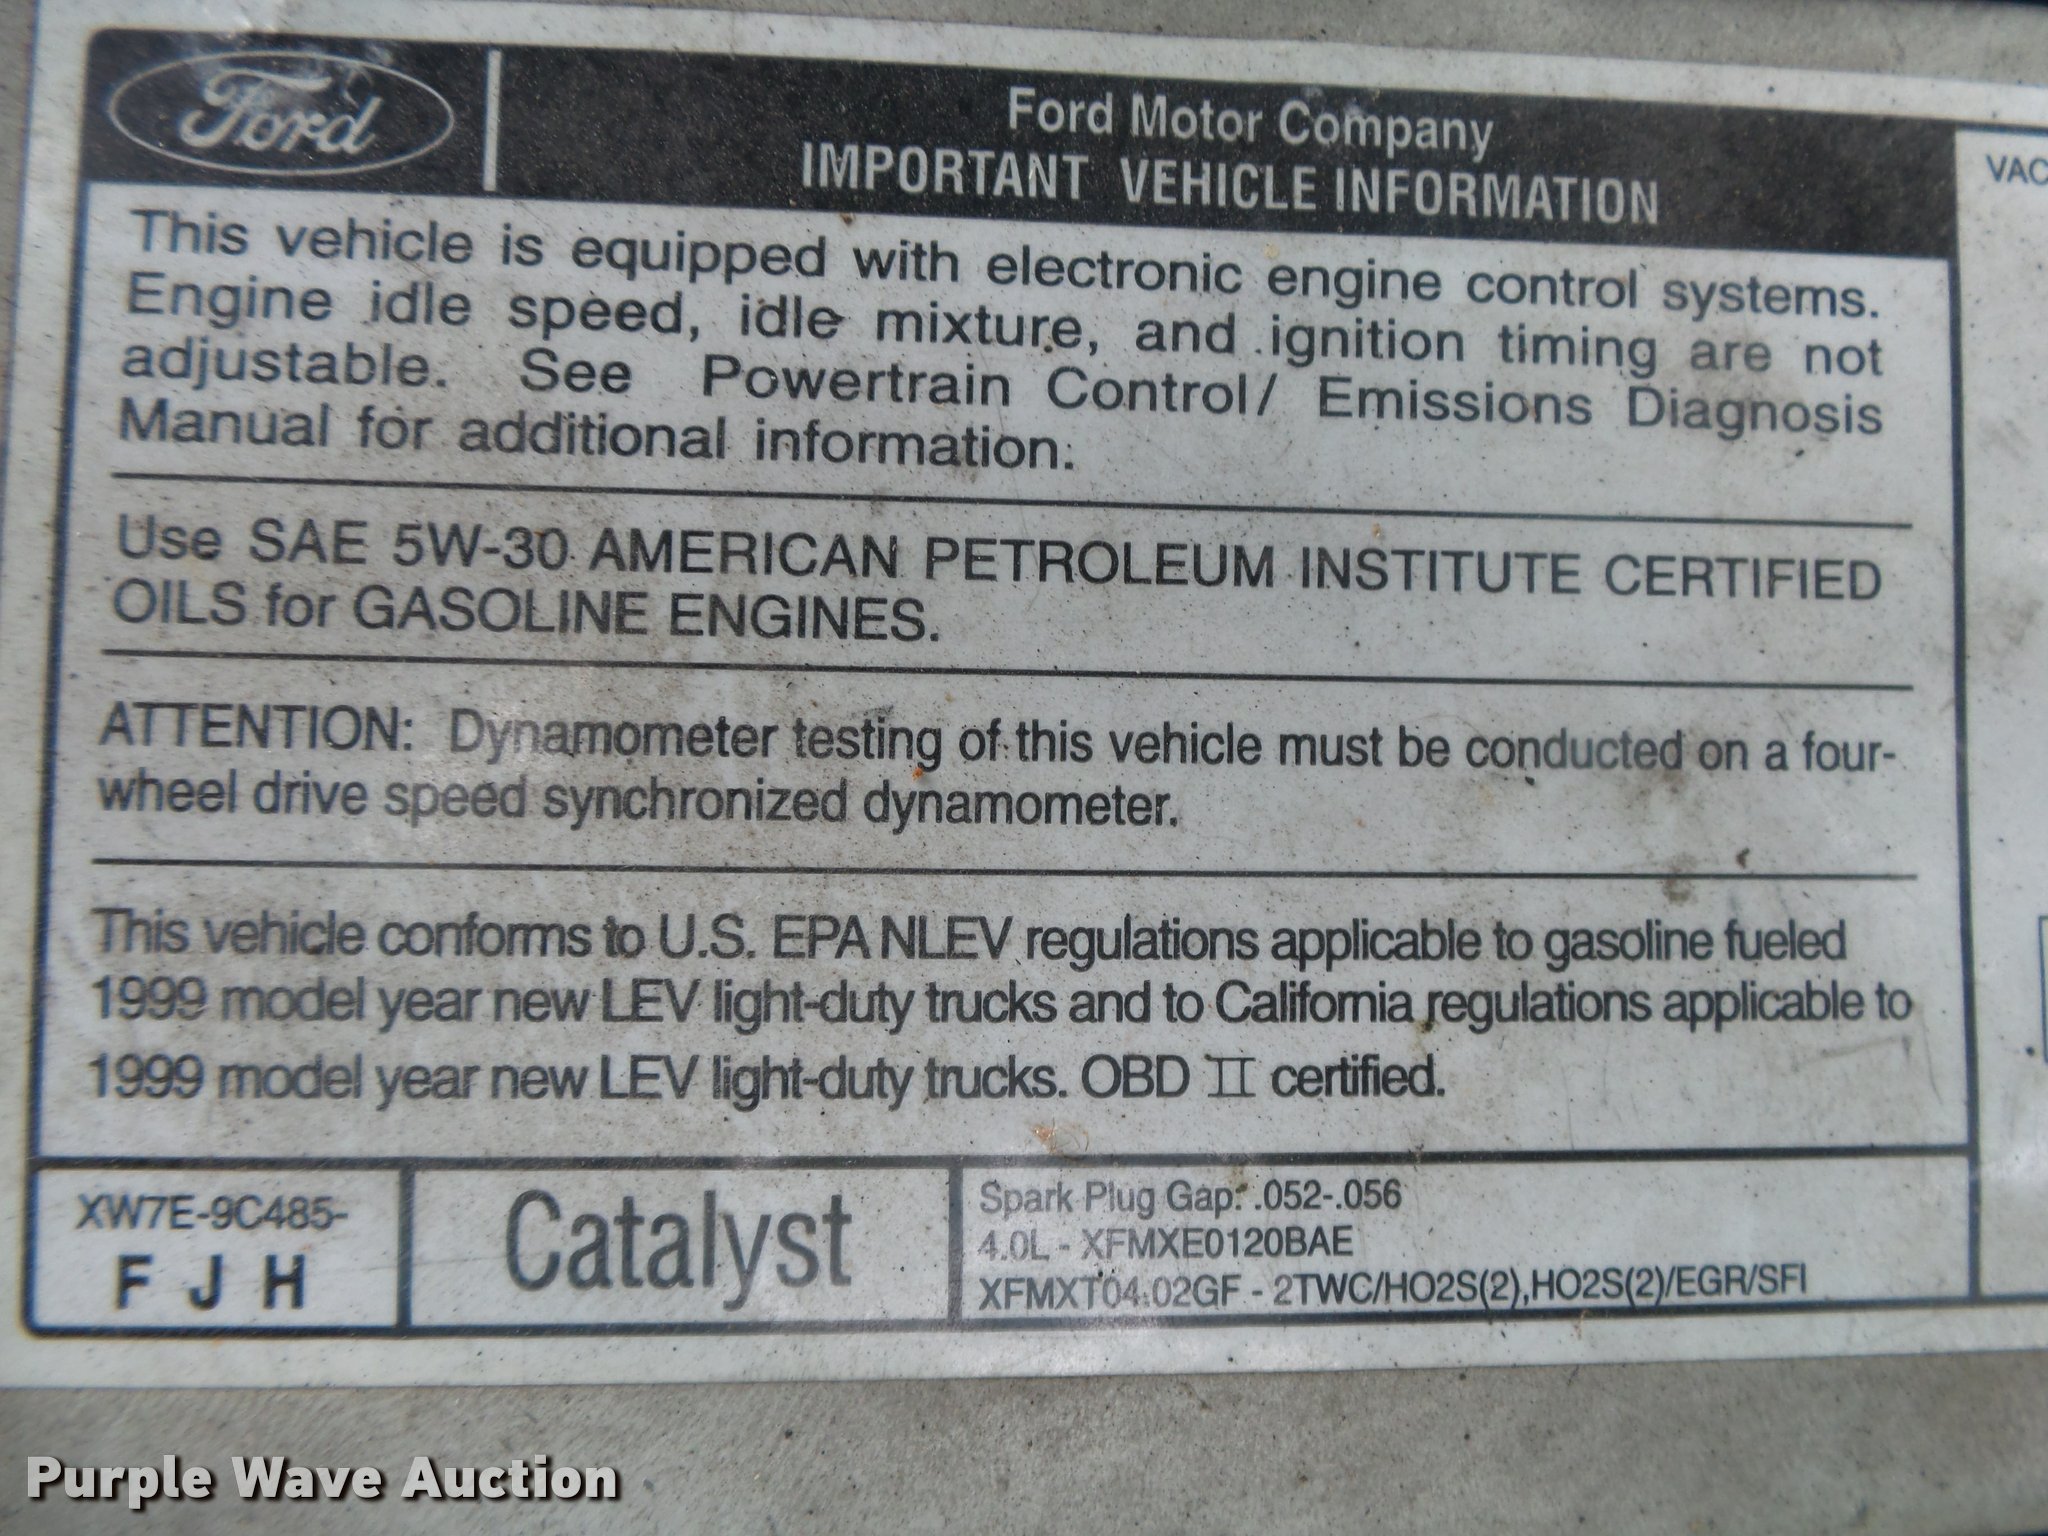 Ford
Ford Motor Company
IMPORTANT VEHICLE INFORMATION
This vehicle is equipped with electronic engine control systems.
Engine idle speed, idle mixture, and ignition timing are not
adjustable. See Powertrain Control/ Emissions Diagnosis
Manual for additional information.
Use SAE 5W-30 AMERICAN PETROLEUM INSTITUTE CERTIFIED
OILS for GASOLINE ENGINES.
ATTENTION: Dynamometer testing of this vehicle must be conducted on a four-
wheel drive speed synchronized dynamometer.
This vehicle conforms to U.S. EPA NLEV regulations applicable to gasoline fueled
1999 model year new LEV light-duty trucks and to California regulations applicable to
1999 model year new LEV light-duty trucks. OBD II certified.
XW7E-9C485-
F J H
Catalyst
Spark Plug Gap: .052-.056
4.0L - XFMXE0120BAE
XFMXT04.02GF - 2TWC/HO2S(2),HO2S(2)/EGR/SFI
VAC
Purple Wave Auction